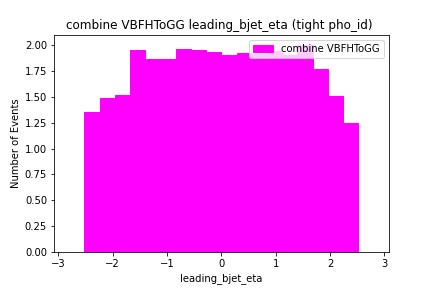 combine VBFHToGG leading_bjet_eta (tight pho_id)
combine VBFHToGG
2.00
1.75
1.50
1.25
1.00
0.75
0.50
0.25
0.00
Number of Events
−3 −2 −1 0 1 2 3
leading_bjet_eta